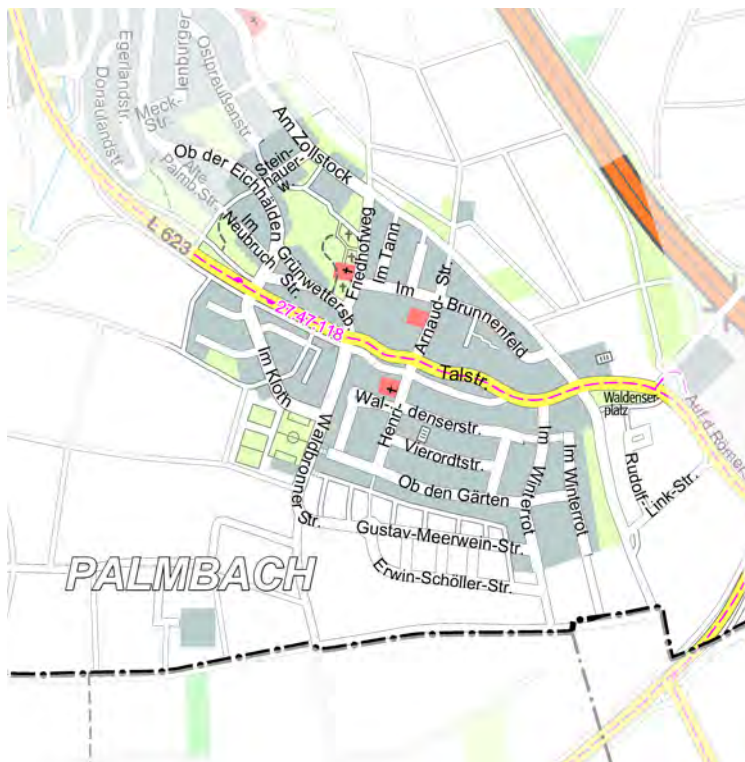 Egerlandstr.
Donaulandstr.
Meck-
lenburger
Str.
Ostpreußenstr.
Am Zollstock
Stein-
häuer-
w.
Ob der Eichhälden
Alte
Palmb.Str.
Im
Neubruch
Str.
Grünwettersb.
Friedhofweg
Im Tann
L 623
27.47.118
Im
Brunnenfeld
Henri-
Arnaud-
Str.
Talstr.
Im Klom
Waldbronner
Str.
Wal-
denserstr.
Vierordtstr.
Ob den Gärten
Im
Winterrot
Im Winterrot
Waldenser-
platz
Auf d.Römer
Rudolf-
Link-Str.
Gustav-Meerwein-Str.
Erwin-Schöller-Str.
PALMBACH